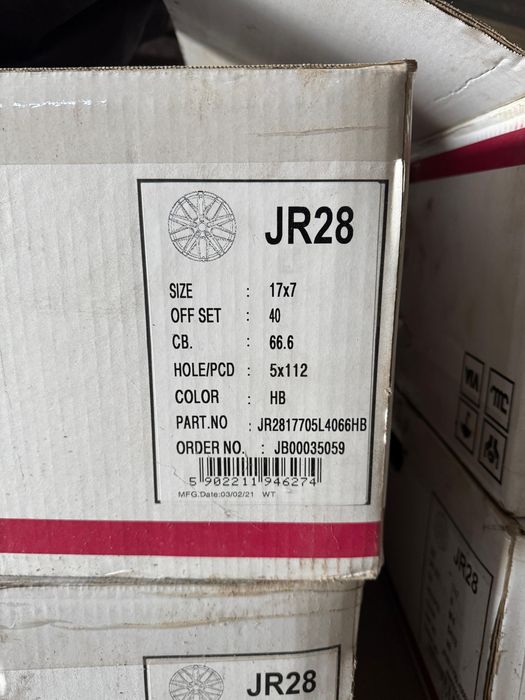 JR28
SIZE : 17x7
OFF SET : 40
CB. : 66.6
HOLE/PCD : 5x112
COLOR : HB
PART.NO : JR2817705L4066HB
ORDER NO. : JB00035059
5 902211 946274
MFG.Date:03/02/21 WT
JR28
VIA
JR28